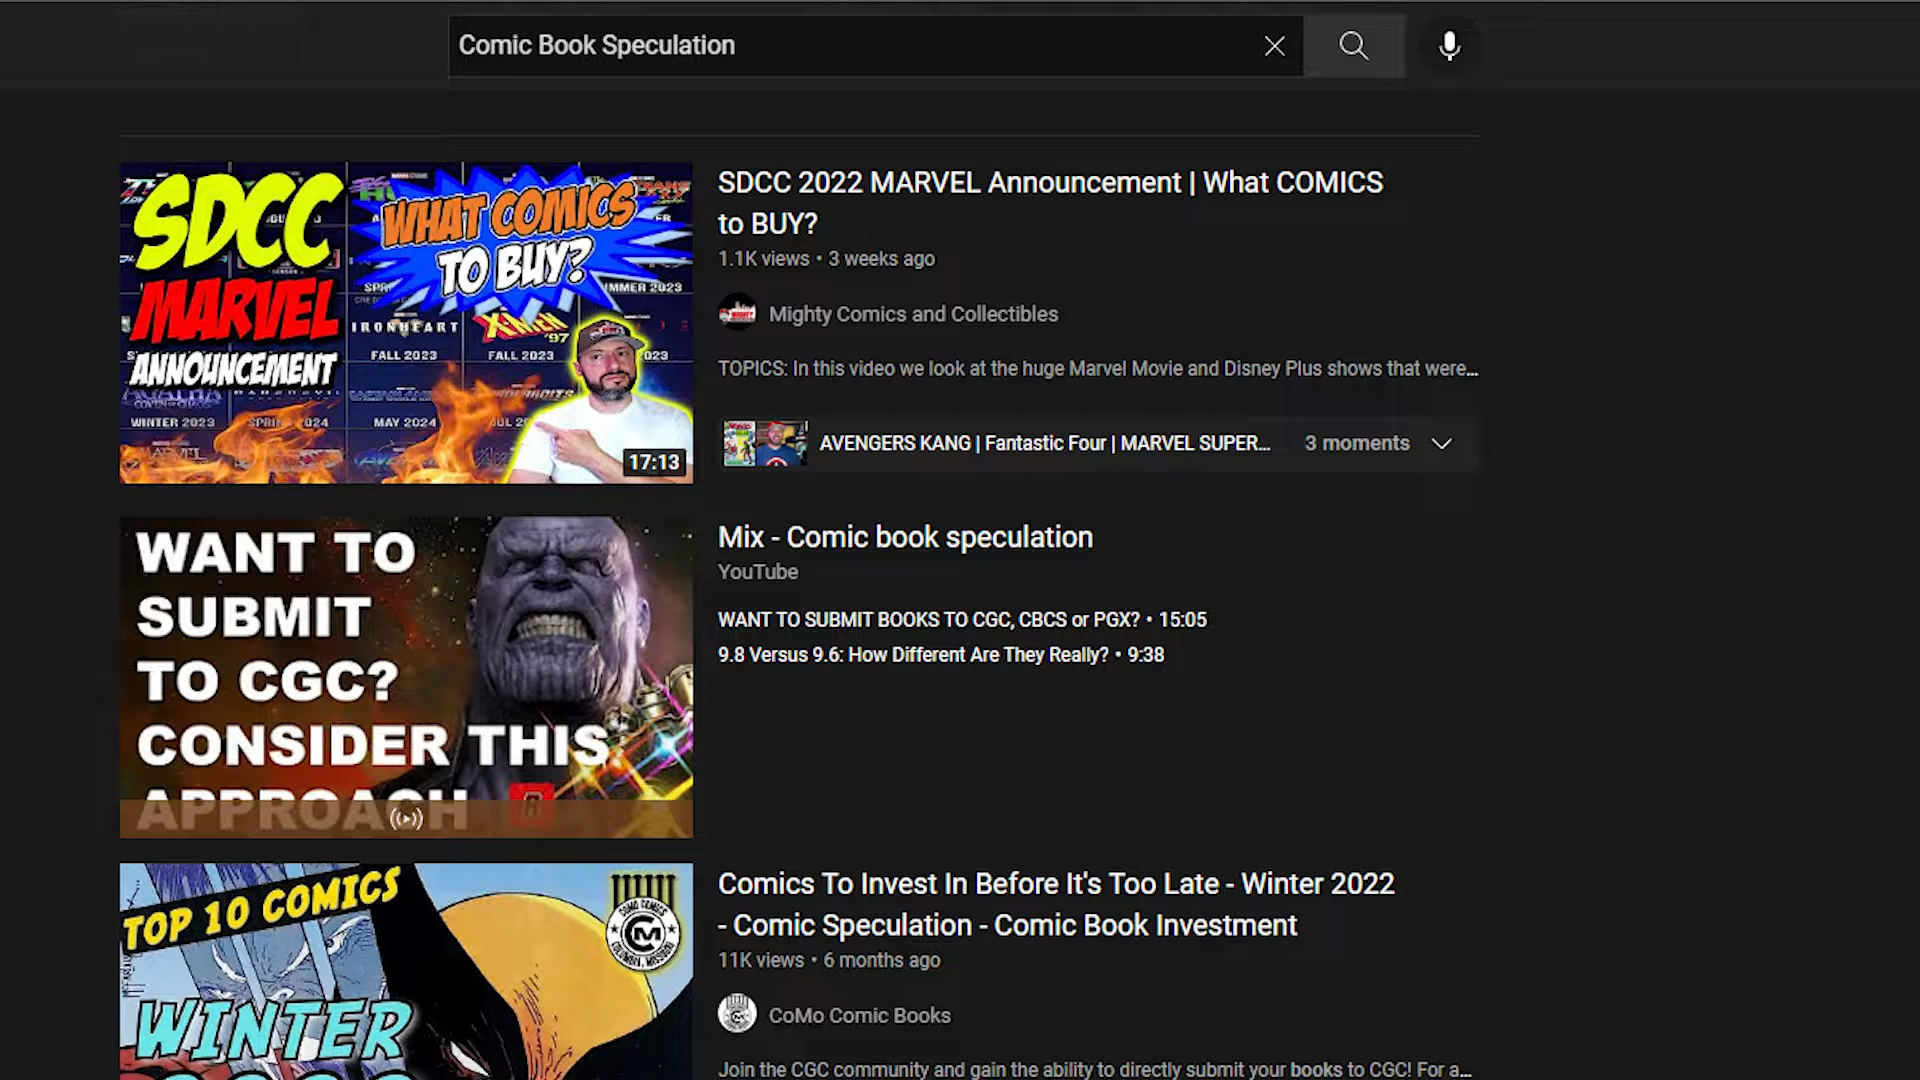 Comic Book Speculation
SDCC
MARVEL
ANNOUNCEMENT
WHAT COMICS
TO BUY?
IRONHEART
X-MEN
'97
FALL 2023
FALL 2023
WINTER 2023
MAY 2024
17:13
SDCC 2022 MARVEL Announcement | What COMICS
to BUY?
1.1K views • 3 weeks ago
Mighty Comics and Collectibles
TOPICS: In this video we look at the huge Marvel Movie and Disney Plus shows that were...
AVENGERS KANG | Fantastic Four | MARVEL SUPER...
3 moments
WANT TO
SUBMIT
TO CGC?
CONSIDER THIS
APPROACH
Mix - Comic book speculation
YouTube
WANT TO SUBMIT BOOKS TO CGC, CBCS or PGX? • 15:05
9.8 Versus 9.6: How Different Are They Really? • 9:38
TOP 10 COMICS
WINTER
COMO COMICS
CM
Comics To Invest In Before It's Too Late - Winter 2022
- Comic Speculation - Comic Book Investment
11K views • 6 months ago
CoMo Comic Books
Join the CGC community and gain the ability to directly submit your books to CGC! For a...